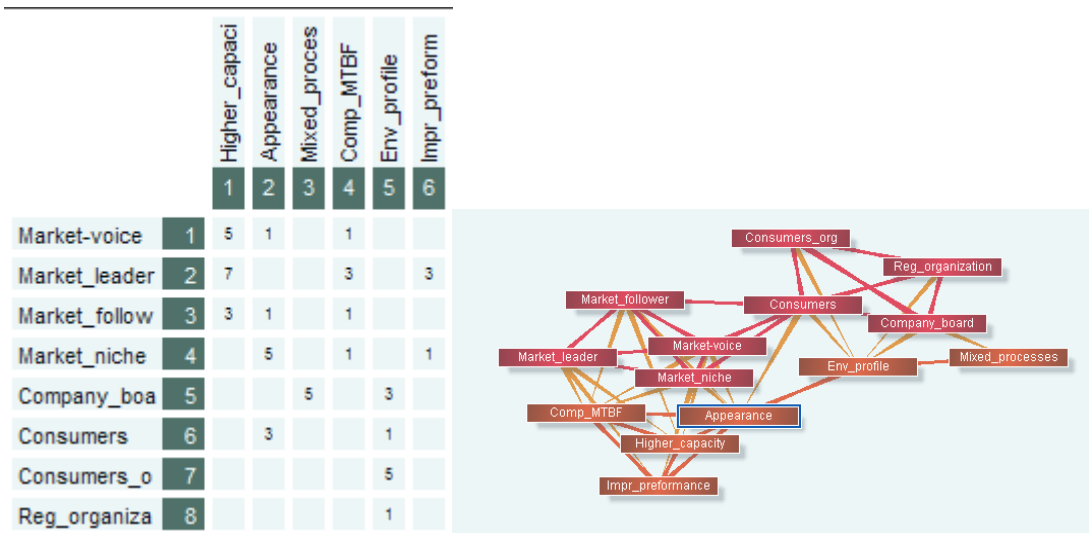 Higher_capaci
Appearance
Mixed_proces
Comp_MTBF
Env_profile
Impr_preform
1 2 3 4 5 6
Market-voice 1 5 1 1
Market_leader 2 7 3 3
Market_follow 3 3 1 1
Market_niche 4 5 1 1
Company_boa 5 5 3
Consumers 6 3 1
Consumers_o 7 5
Reg_organiza 8 1
Consumers_org
Reg_organization
Market_follower
Consumers
Company_board
Market-voice
Market_leader
Mixed_processes
Env_profile
Market_niche
Comp_MTBF
Appearance
Higher_capacity
Impr_preformance